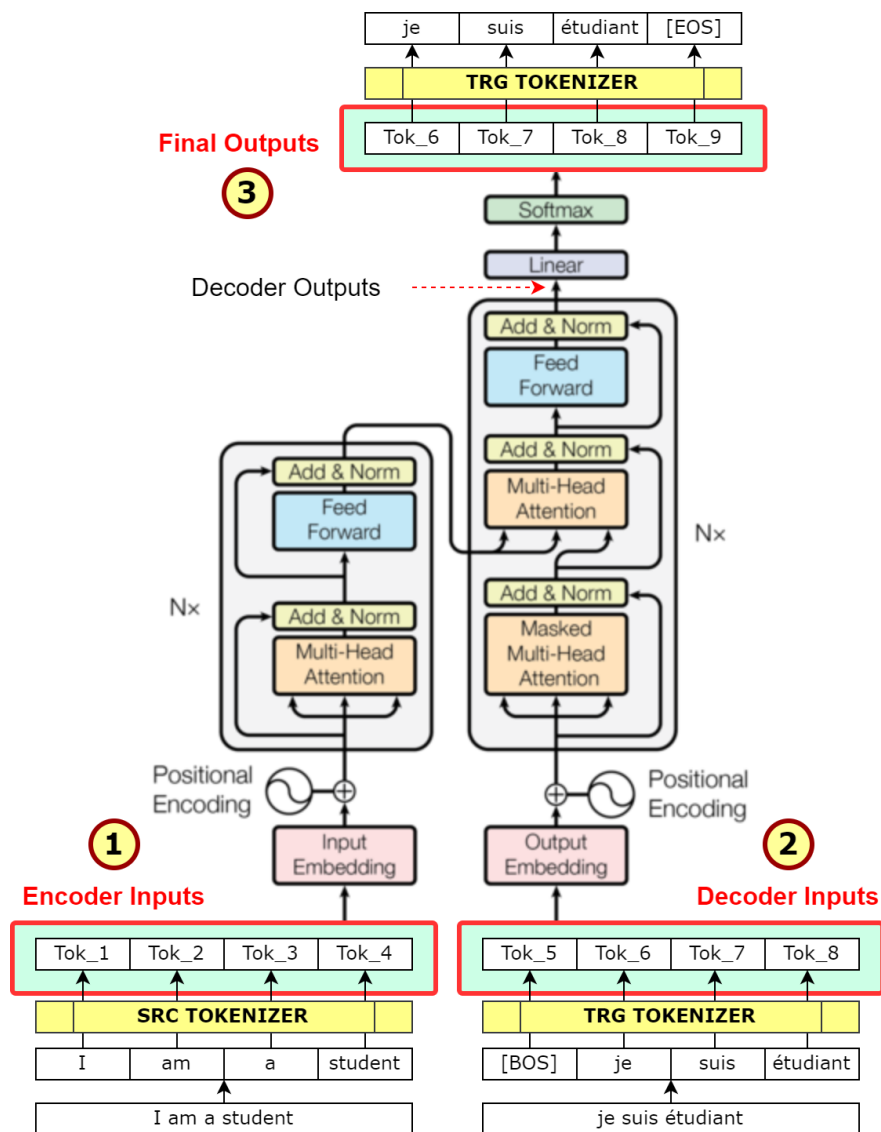 je suis étudiant [EOS]
TRG TOKENIZER
Final Outputs
Tok_6 Tok_7 Tok_8 Tok_9
3
Softmax
Linear
Decoder Outputs
Add & Norm
Feed
Forward
Add & Norm
Multi-Head
Attention
Nx
Add & Norm
Masked
Multi-Head
Attention
Add & Norm
Feed
Forward
Nx
Add & Norm
Multi-Head
Attention
Positional
Encoding
Positional
Encoding
1
Input
Embedding
Output
Embedding
2
Encoder Inputs
Decoder Inputs
Tok_1 Tok_2 Tok_3 Tok_4
SRC TOKENIZER
I am a student
I am a student
Tok_5 Tok_6 Tok_7 Tok_8
TRG TOKENIZER
[BOS] je suis étudiant
je suis étudiant